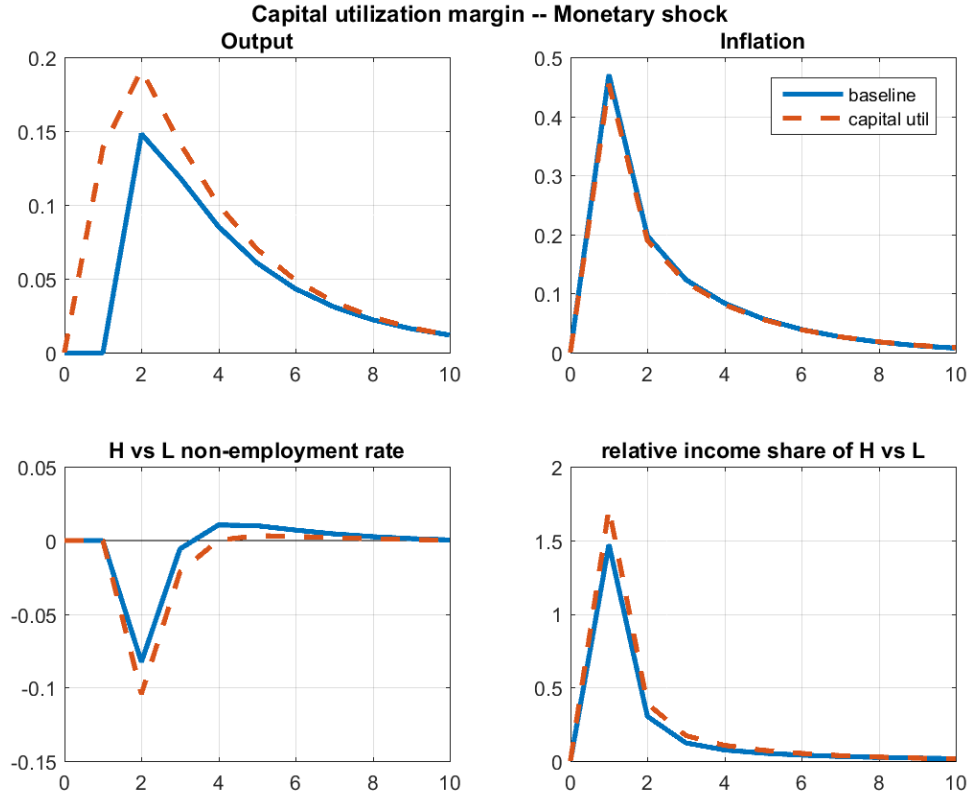 Capital utilization margin -- Monetary shock
Output
0.2
0.15
0.1
0.05
0
0 2 4 6 8 10
Inflation
0.5
0.4
0.3
0.2
0.1
0
0 2 4 6 8 10
baseline
capital util
H vs L non-employment rate
0.05
0
-0.05
-0.1
-0.15
0 2 4 6 8 10
relative income share of H vs L
2
1.5
1
0.5
0
0 2 4 6 8 10